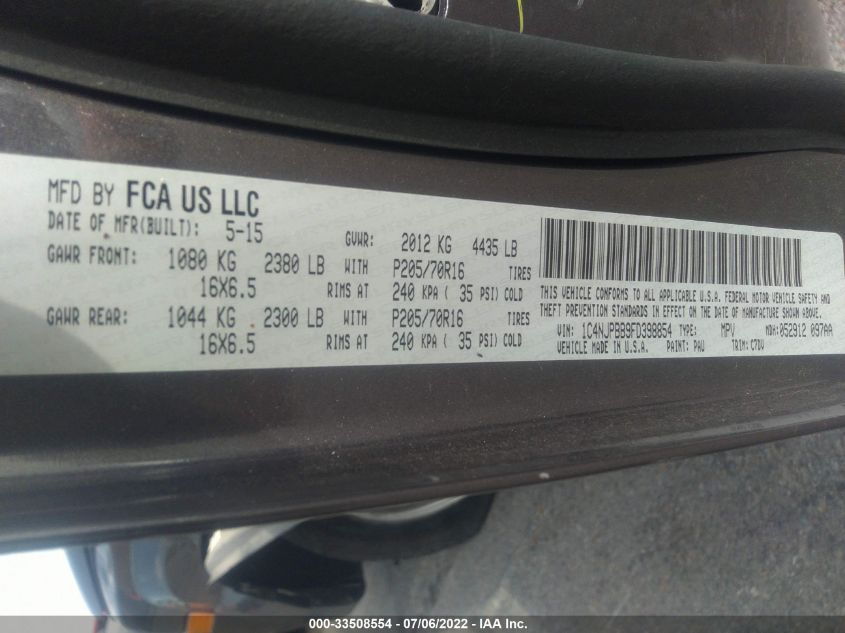 MFD BY FCA US LLC
DATE OF MFR(BUILT): 5-15 GVWR: 2012 KG 4435 LB
GAWR FRONT: 1080 KG 2380 LB WITH P205/70R16 TIRES
16X6.5 RIMS AT 240 KPA ( 35 PSI) COLD
GAWR REAR: 1044 KG 2300 LB WITH P205/70R16 TIRES
16X6.5 RIMS AT 240 KPA ( 35 PSI) COLD
THIS VEHICLE CONFORMS TO ALL APPLICABLE U.S.A. FEDERAL MOTOR VEHICLE SAFETY AND
THEFT PREVENTION STANDARDS IN EFFECT ON THE DATE OF MANUFACTURE SHOWN ABOVE.
VIN: 1C4NJPBB9FD398854 TYPE: MPV MDH: 052912 097AA
VEHICLE MADE IN U.S.A. PAINT: PAU TRIM: C7DV
000-33508554 / 07/06/2022 - IAA Inc.